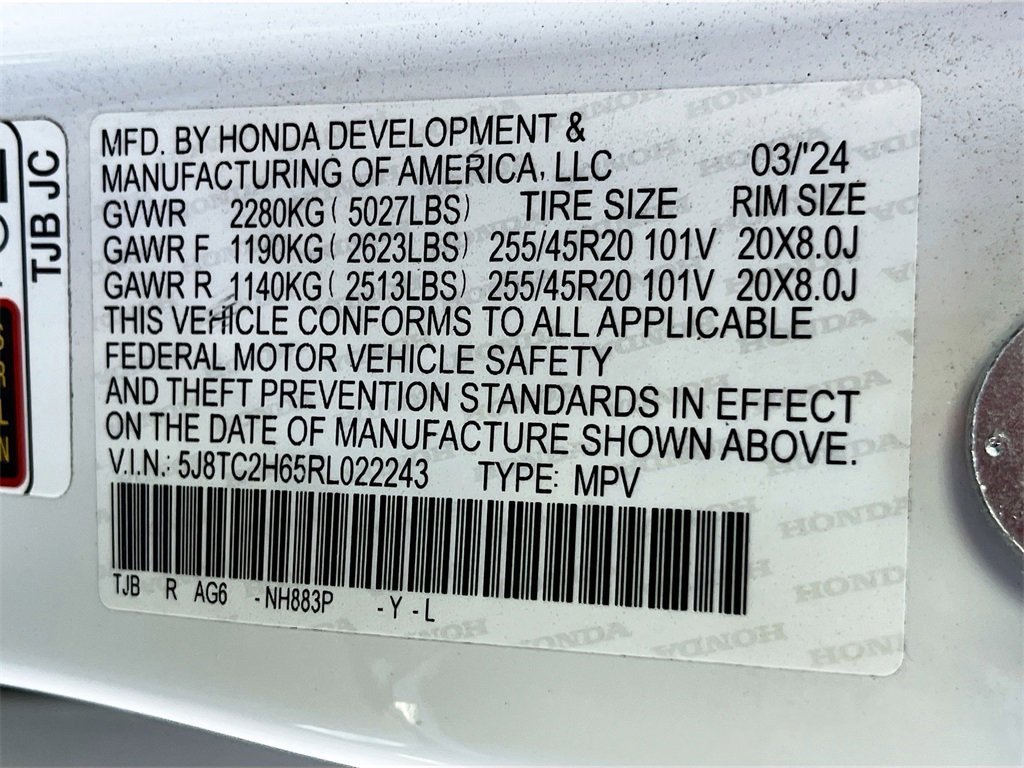 MFD. BY HONDA DEVELOPMENT &
MANUFACTURING OF AMERICA, LLC 03/'24
GVWR 2280KG ( 5027LBS) TIRE SIZE RIM SIZE
GAWR F 1190KG ( 2623LBS) 255/45R20 101V 20X8.0J
GAWR R 1140KG ( 2513LBS) 255/45R20 101V 20X8.0J
THIS VEHICLE CONFORMS TO ALL APPLICABLE
FEDERAL MOTOR VEHICLE SAFETY
AND THEFT PREVENTION STANDARDS IN EFFECT
ON THE DATE OF MANUFACTURE SHOWN ABOVE.
V.I.N.: 5J8TC2H65RL022243 TYPE: MPV
TJB R AG6 -NH883P -Y-L
TJB JC
HONDA